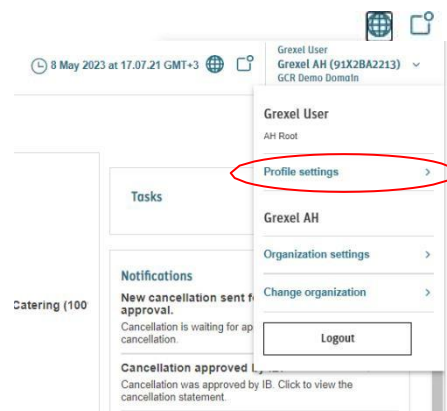 8 May 2023 at 17.07.21 GMT+3
Grexel User
Grexel AH (91X2BA2213)
GCR Demo Domain
Grexel User
AH Root
Profile settings
Grexel AH
Organization settings
Change organization
Logout
Tasks
Notifications
New cancellation sent
approval.
Cancellation is waiting for
cancellation.
Cancellation approved
Cancellation was approved by IB. Click to view the
cancellation statement.
Catering (100